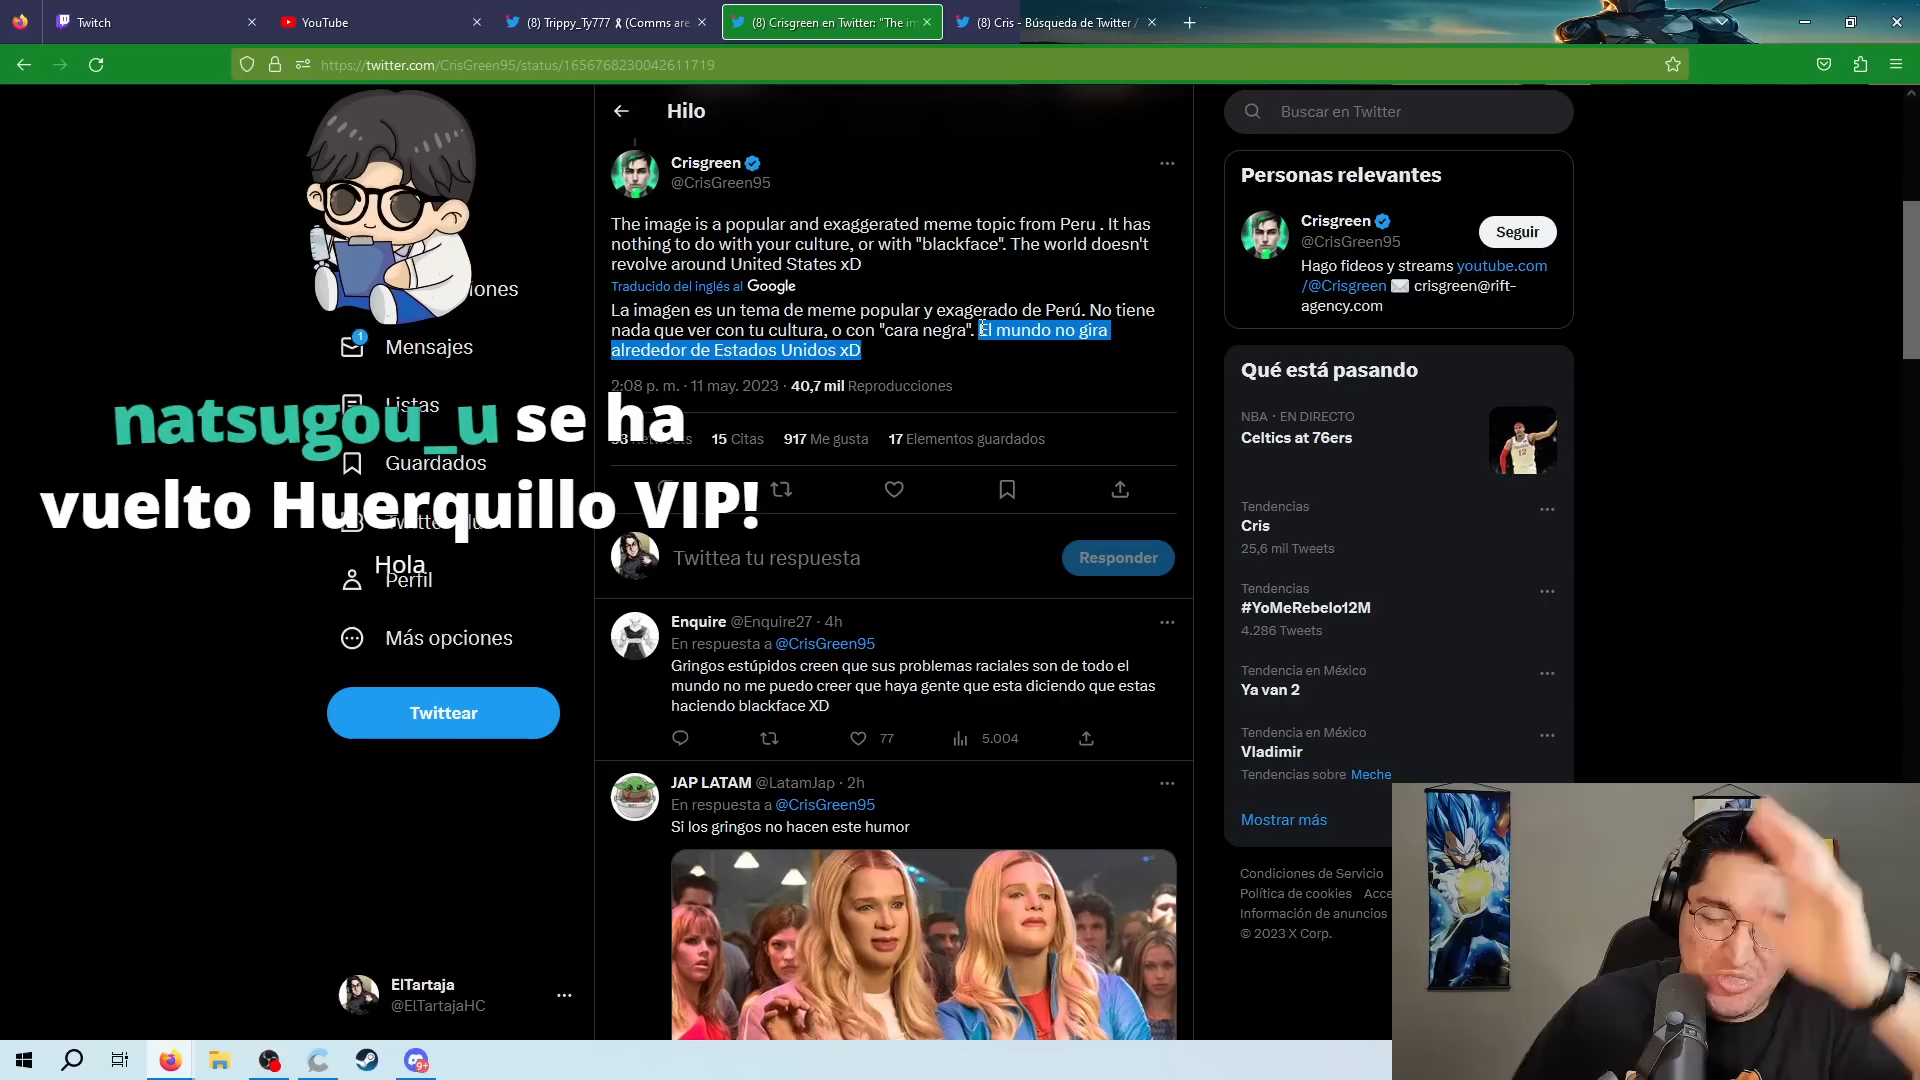 Twitch
YouTube
(8) Trippy_Ty777 🎗 (Comms are
(8) Crisgreen en Twitter: "The im
(8) Cris - Búsqueda de Twitter /
https://twitter.com/CrisGreen95/status/1656768230042611719
iones
Mensajes
1
Listas
Guardados
Perfil
Más opciones
Twittear
ElTartaja
@ElTartajaHC
natsugou_u se ha
vuelto Huerquillo VIP!
Hola
Hilo
Crisgreen
@CrisGreen95
The image is a popular and exaggerated meme topic from Peru . It has
nothing to do with your culture, or with "blackface". The world doesn't
revolve around United States xD
Traducido del inglés al Google
La imagen es un tema de meme popular y exagerado de Perú. No tiene
nada que ver con tu cultura, o con "cara negra". El mundo no gira
alrededor de Estados Unidos xD
2:08 p. m. · 11 may. 2023 · 40,7 mil Reproducciones
Retweets 15 Citas 917 Me gusta 17 Elementos guardados
Twittea tu respuesta
Responder
Enquire @Enquire27 · 4h
En respuesta a @CrisGreen95
Gringos estúpidos creen que sus problemas raciales son de todo el
mundo no me puedo creer que haya gente que esta diciendo que estas
haciendo blackface XD
77
5.004
JAP LATAM @LatamJap · 2h
En respuesta a @CrisGreen95
Si los gringos no hacen este humor
Buscar en Twitter
Personas relevantes
Crisgreen
@CrisGreen95
Seguir
Hago fideos y streams youtube.com
/@Crisgreen ✉️ crisgreen@rift-
agency.com
Qué está pasando
NBA · EN DIRECTO
Celtics at 76ers
Tendencias
Cris
25,6 mil Tweets
Tendencias
#YoMeRebelo12M
4.286 Tweets
Tendencia en México
Ya van 2
Tendencia en México
Vladimir
Tendencias sobre Meche
Mostrar más
Condiciones de Servicio
Política de cookies Acce
Información de anuncios
© 2023 X Corp.
9+